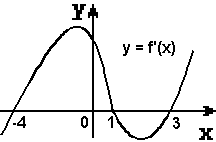 y
y = f'(x)
-4 0 1 3
x